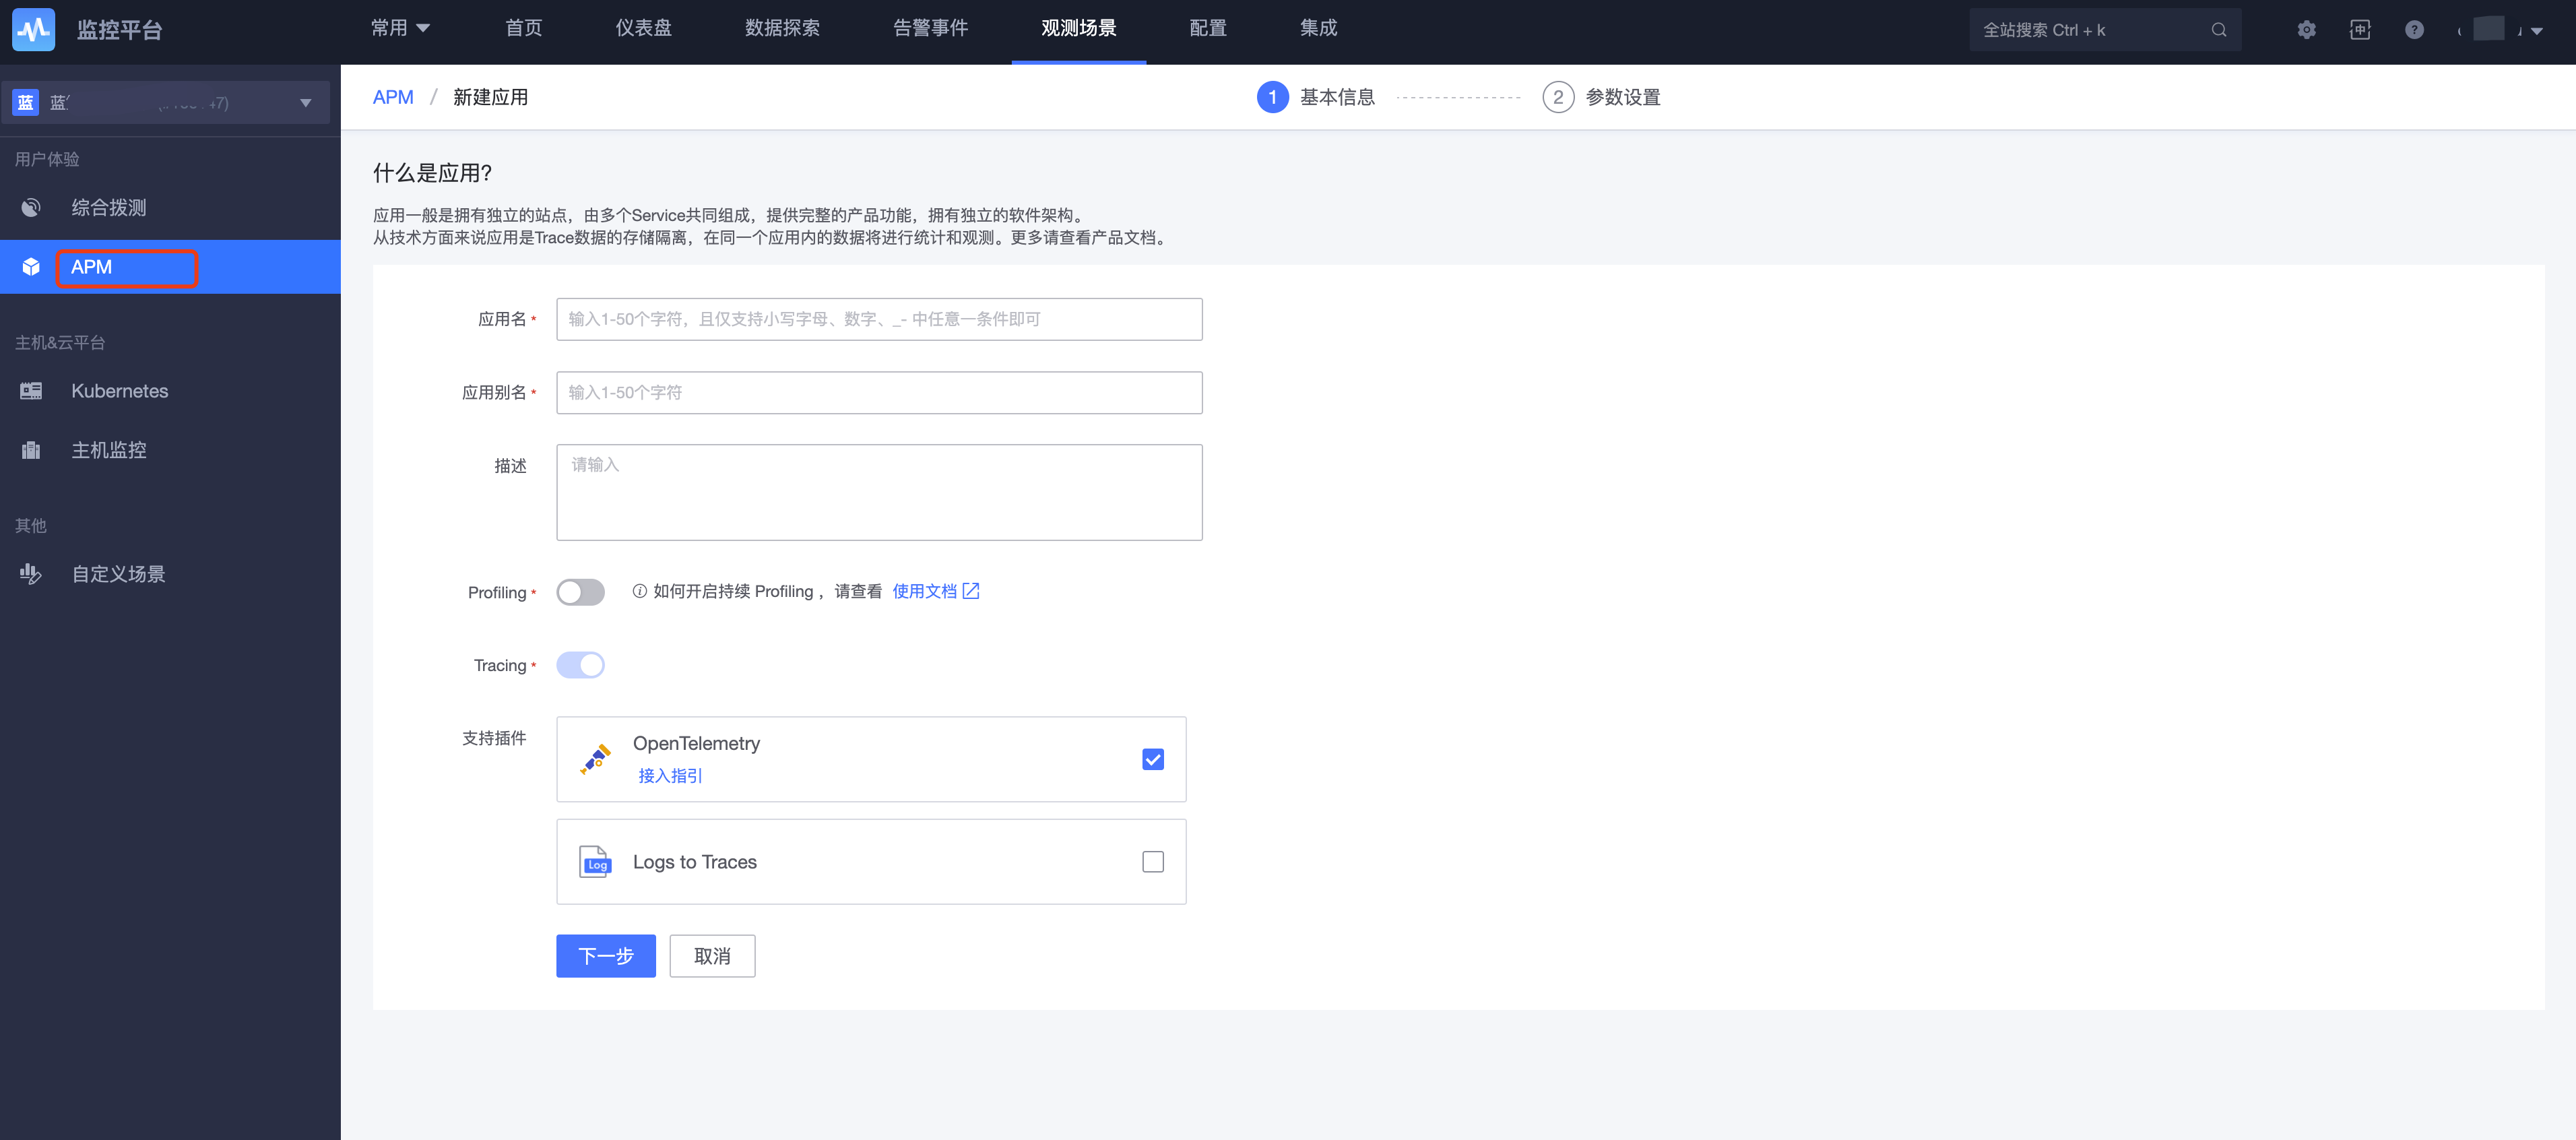 监控平台
常用
首页
仪表盘
数据探索
告警事件
观测场景
配置
集成
全站搜索 Ctrl + k
中
?
蓝
用户体验
综合拨测
APM
主机&云平台
Kubernetes
主机监控
其他
自定义场景
APM / 新建应用
1 基本信息
2 参数设置
什么是应用?
应用一般是拥有独立的站点，由多个Service共同组成，提供完整的产品功能，拥有独立的软件架构。
从技术方面来说应用是Trace数据的存储隔离，在同一个应用内的数据将进行统计和观测。更多请查看产品文档。
应用名 *
输入1-50个字符，且仅支持小写字母、数字、_- 中任意一条件即可
应用别名 *
输入1-50个字符
描述
请输入
Profiling *
如何开启持续 Profiling ，请查看 使用文档
Tracing *
支持插件
OpenTelemetry
接入指引
Log
Logs to Traces
下一步
取消